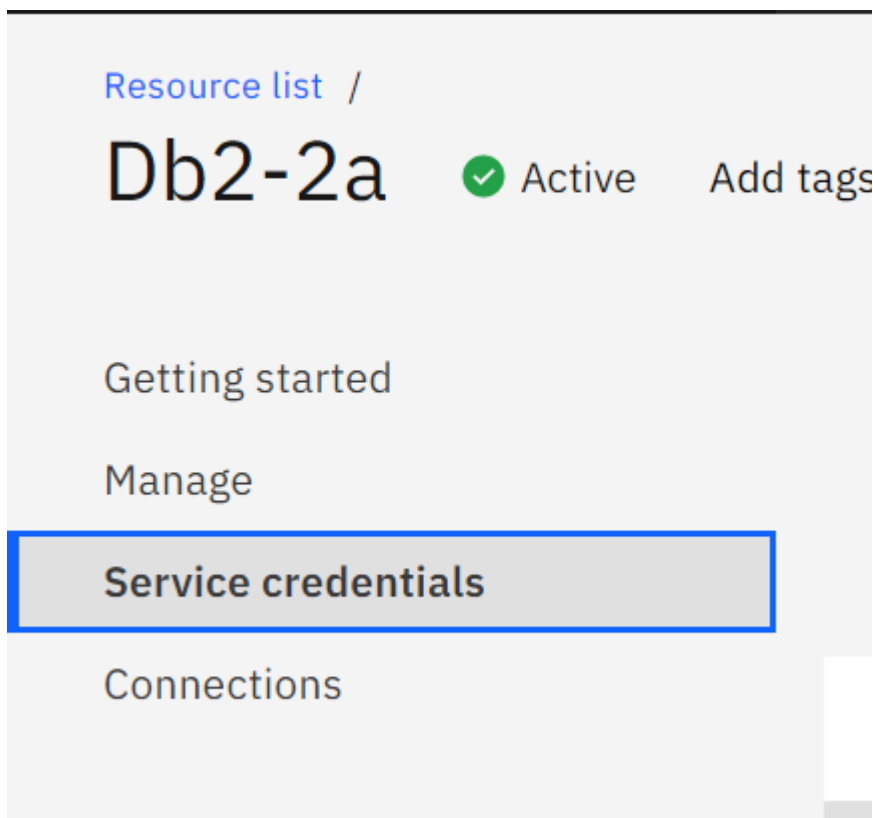 Resource list /
Db2-2a Active Add tags
Getting started
Manage
Service credentials
Connections